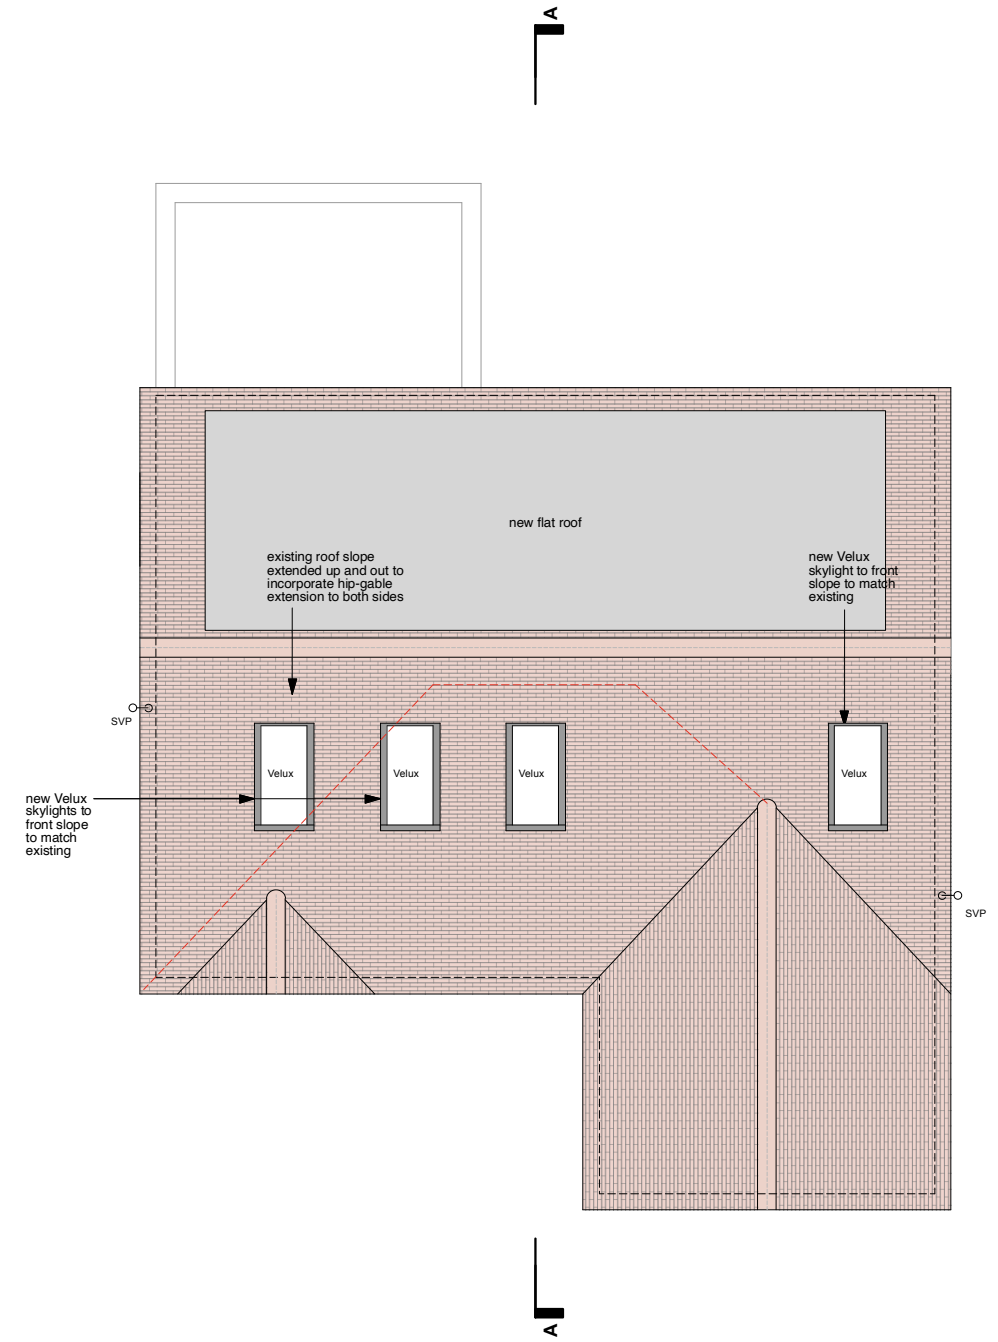 A
new flat roof
existing roof slope
extended up and out to
incorporate hip-gable
extension to both sides
new Velux
skylight to front
slope to match
existing
SVP
Velux
Velux
Velux
Velux
new Velux
skylights to
front slope
to match
existing
SVP
A